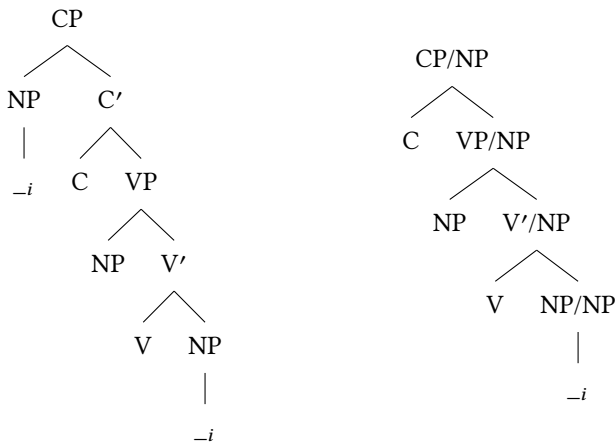 CP
NP C′
_i C VP
NP V′
V NP
_i
CP/NP
C VP/NP
NP V′/NP
V NP/NP
_i